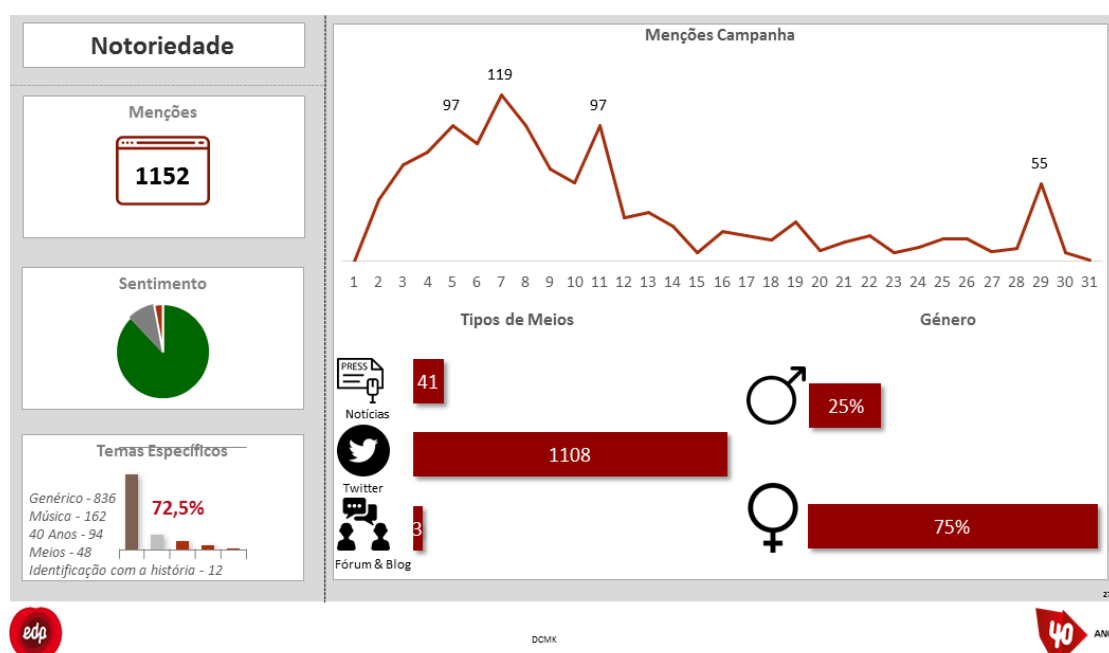 Notoriedade
Menções
1152
Sentimento
Temas Específicos
Genérico - 836
Música - 162
40 Anos - 94
Meios - 48
Identificação com a história - 12
72,5%
Menções Campanha
97
119
97
55
1 2 3 4 5 6 7 8 9 10 11 12 13 14 15 16 17 18 19 20 21 22 23 24 25 26 27 28 29 30 31
Tipos de Meios
PRESS
Notícias
41
Twitter
1108
Fórum & Blog
3
Género
25%
75%
edp
DCMK
40